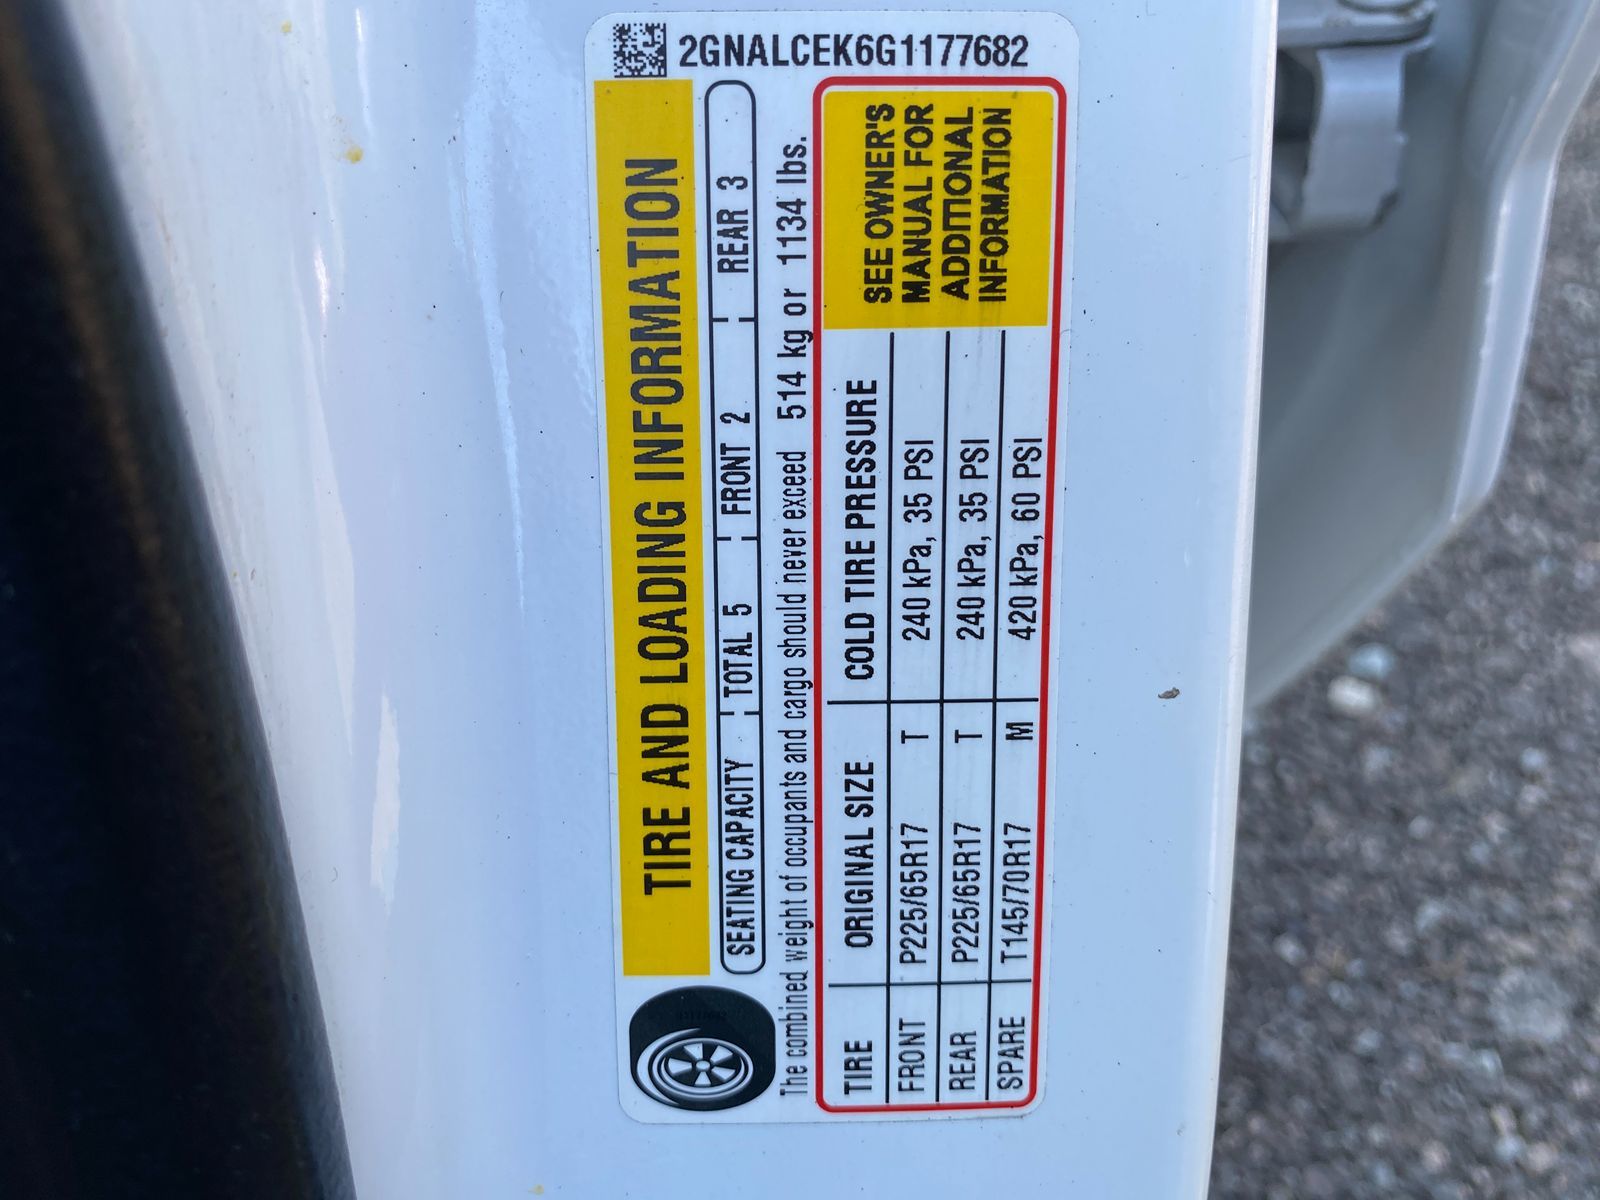 2GNALCEK6G1177682
TIRE AND LOADING INFORMATION
SEATING CAPACITY TOTAL 5 FRONT 2 REAR 3
The combined weight of occupants and cargo should never exceed 514 kg or 1134 lbs.
TIRE ORIGINAL SIZE COLD TIRE PRESSURE
FRONT P225/65R17 T 240 kPa, 35 PSI
REAR P225/65R17 T 240 kPa, 35 PSI
SPARE T145/70R17 M 420 kPa, 60 PSI
SEE OWNER'S
MANUAL FOR
ADDITIONAL
INFORMATION